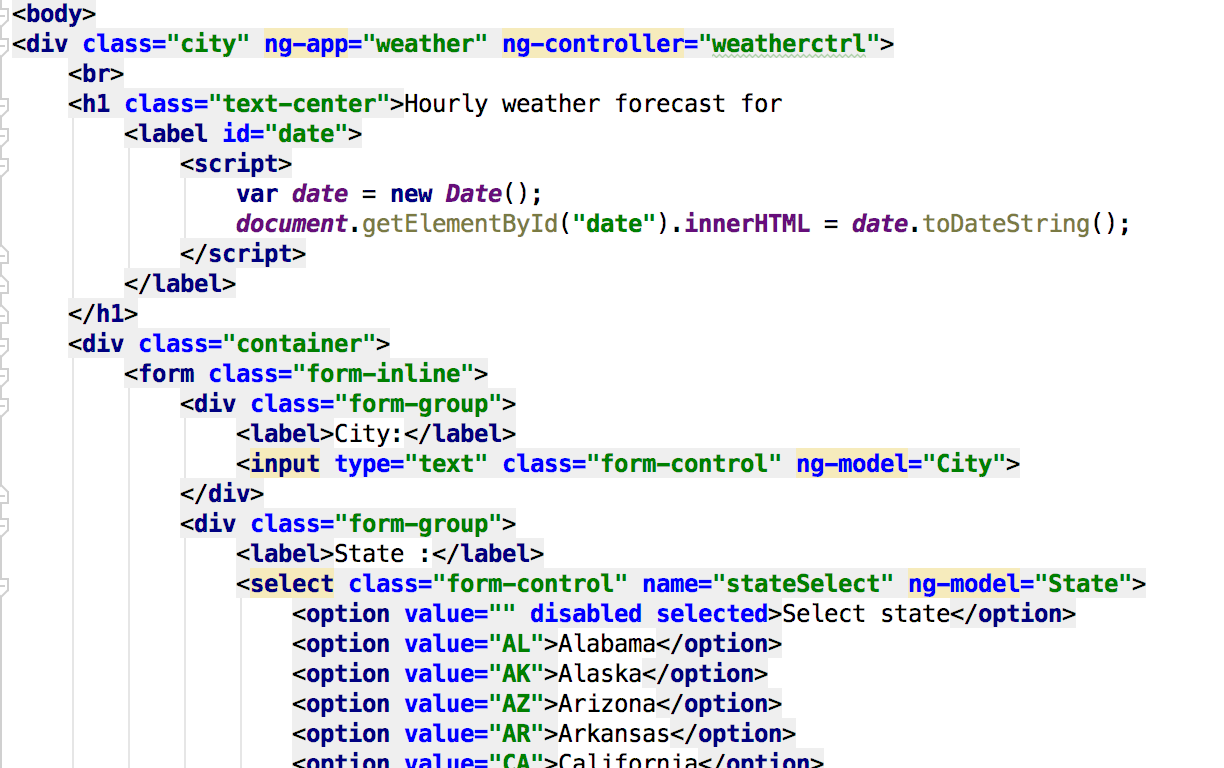 <body>
<div class="city" ng-app="weather" ng-controller="weatherctrl">
<br>
<h1 class="text-center">Hourly weather forecast for
<label id="date">
<script>
var date = new Date();
document.getElementById("date").innerHTML = date.toDateString();
</script>
</label>
</h1>
<div class="container">
<form class="form-inline">
<div class="form-group">
<label>City:</label>
<input type="text" class="form-control" ng-model="City">
</div>
<div class="form-group">
<label>State :</label>
<select class="form-control" name="stateSelect" ng-model="State">
<option value="" disabled selected>Select state</option>
<option value="AL">Alabama</option>
<option value="AK">Alaska</option>
<option value="AZ">Arizona</option>
<option value="AR">Arkansas</option>
<option value="CA">California</option>